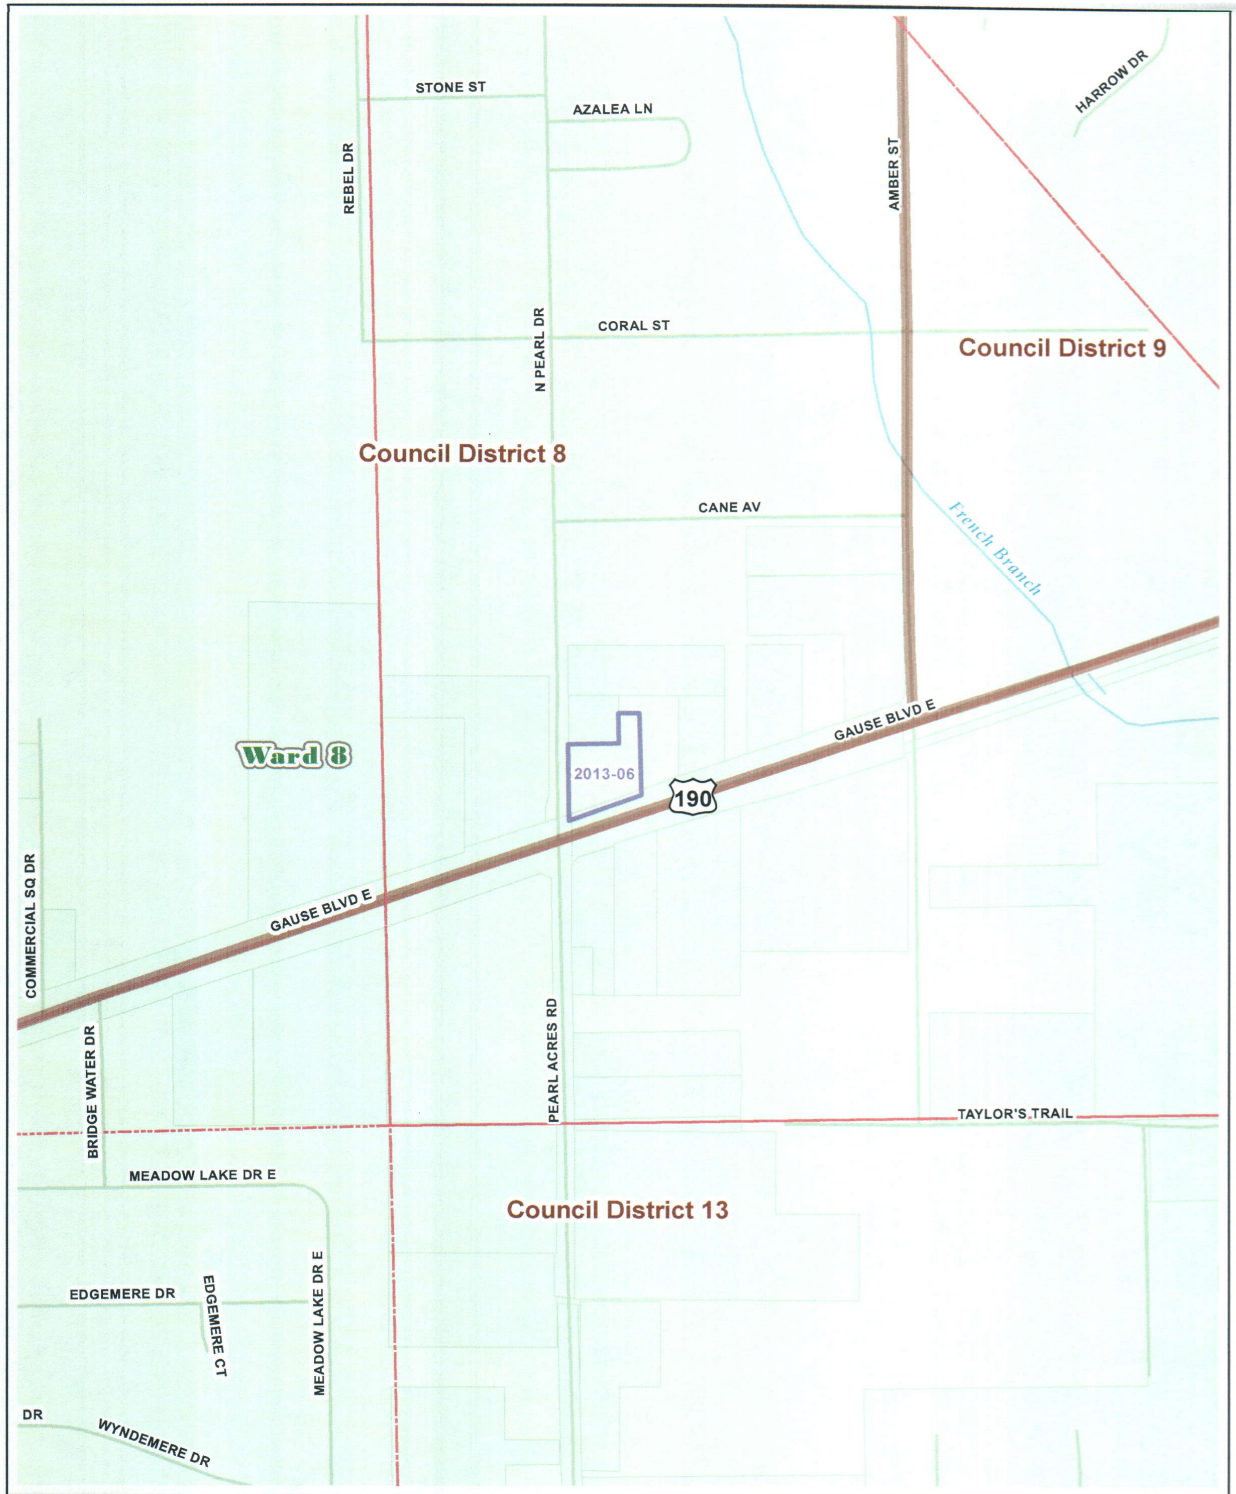 STONE ST
AZALEA LN
HARROW DR
REBEL DR
AMBER ST
N PEARL DR
CORAL ST
Council District 9
Council District 8
CANE AV
French Branch
GAUSE BLVD E
Ward 8
2013-06
190
COMMERCIAL SQ DR
GAUSE BLVD E
BRIDGE WATER DR
PEARL ACRES RD
TAYLOR'S TRAIL
MEADOW LAKE DR E
Council District 13
EDGEMERE DR
EDGEMERE CT
MEADOW LAKE DR E
DR
WYNDEMERE DR